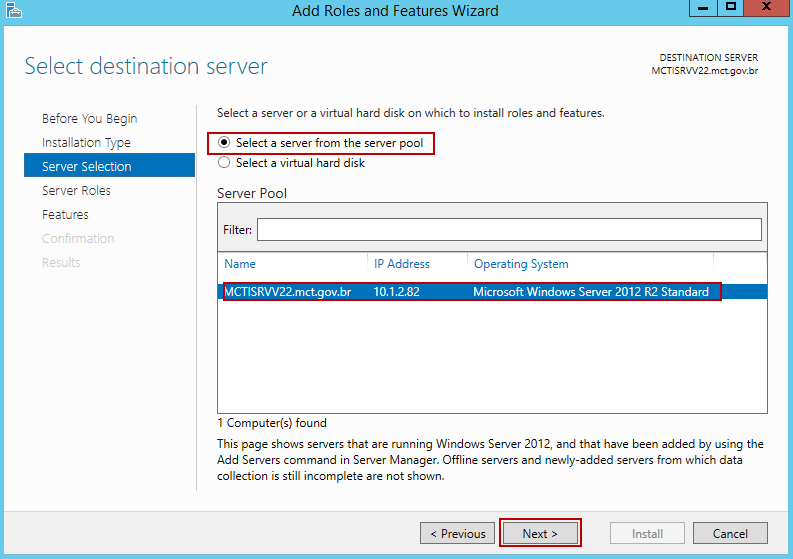 Add Roles and Features Wizard
Select destination server
DESTINATION SERVER
MCTISRVV22.mct.gov.br
Before You Begin
Installation Type
Server Selection
Server Roles
Features
Confirmation
Results
Select a server or a virtual hard disk on which to install roles and features.
Select a server from the server pool
Select a virtual hard disk
Server Pool
Filter:
Name IP Address Operating System
MCTISRVV22.mct.gov.br 10.1.2.82 Microsoft Windows Server 2012 R2 Standard
1 Computer(s) found
This page shows servers that are running Windows Server 2012, and that have been added by using the
Add Servers command in Server Manager. Offline servers and newly-added servers from which data
collection is still incomplete are not shown.
< Previous Next > Install Cancel